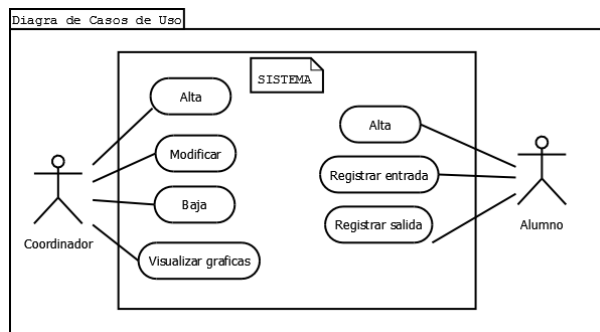 Diagra de Casos de Uso
SISTEMA
Alta
Modificar
Baja
Visualizar graficas
Coordinador
Alta
Registrar entrada
Registrar salida
Alumno